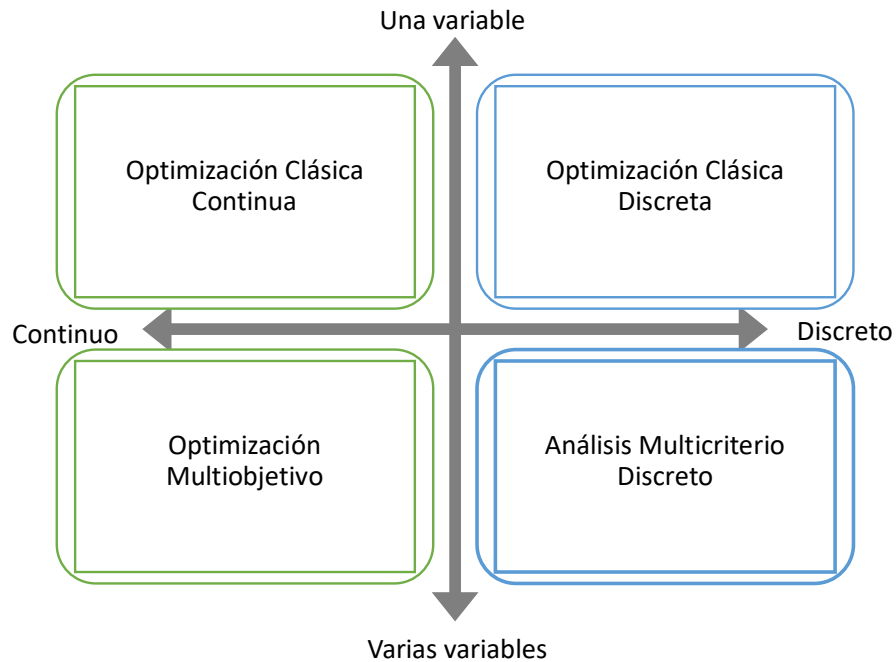 Una variable
Optimización Clásica
Continua
Optimización Clásica
Discreta
Continuo
Discreto
Optimización
Multiobjetivo
Análisis Multicriterio
Discreto
Varias variables